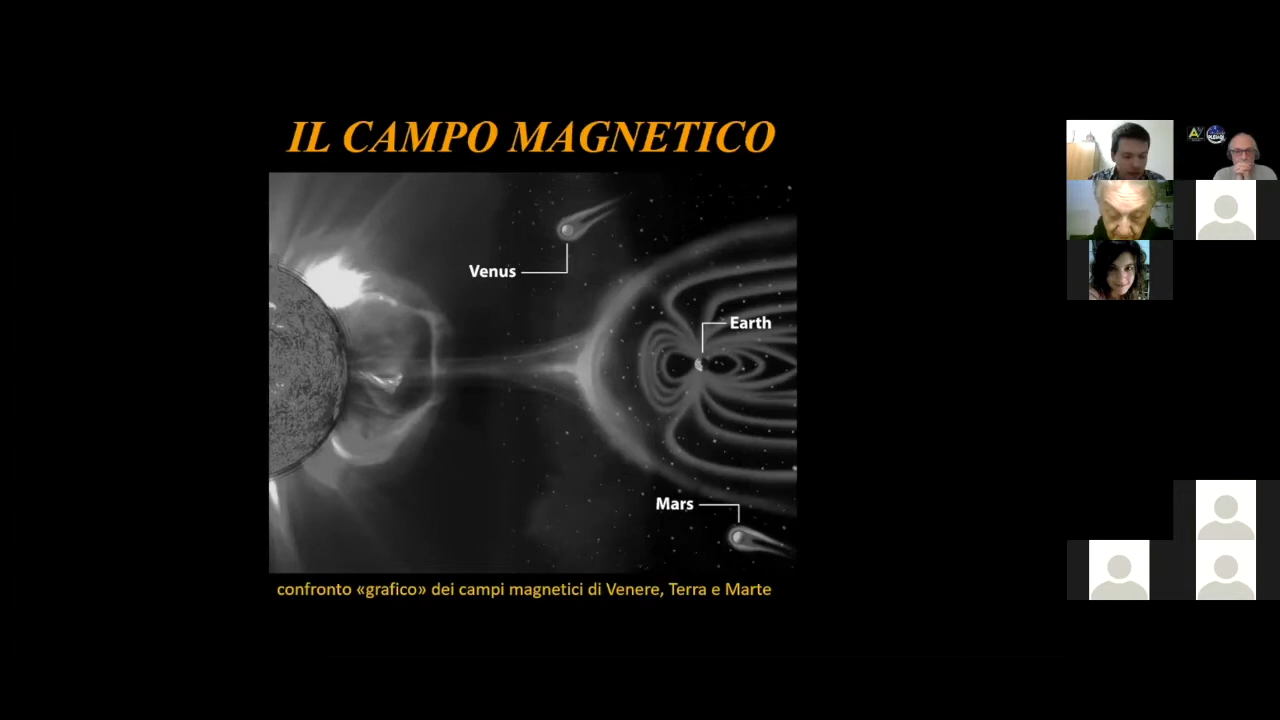 IL CAMPO MAGNETICO
Venus
Earth
Mars
confronto «grafico» dei campi magnetici di Venere, Terra e Marte